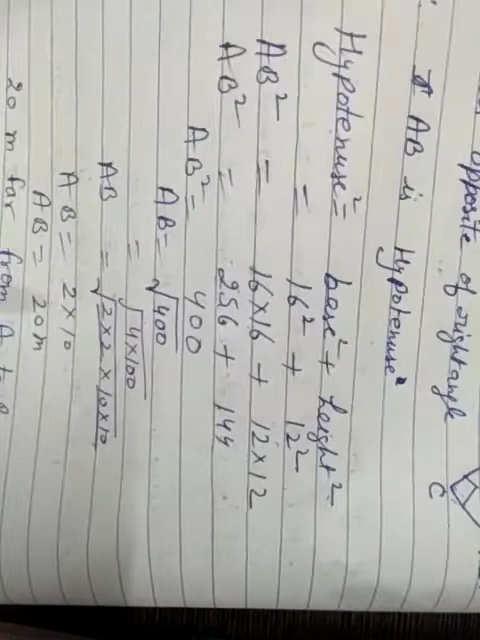 opposite of right angle
AB is Hypotenuse
C
Hypotenuse² = base² + height²
= 16² + 12²
AB² = 16×16 + 12×12
AB² = 256 + 144
AB² = 400
AB = √400
= √4×100
AB = √2×2×10×10
AB = 2×10
AB = 20m
20 m far from A to